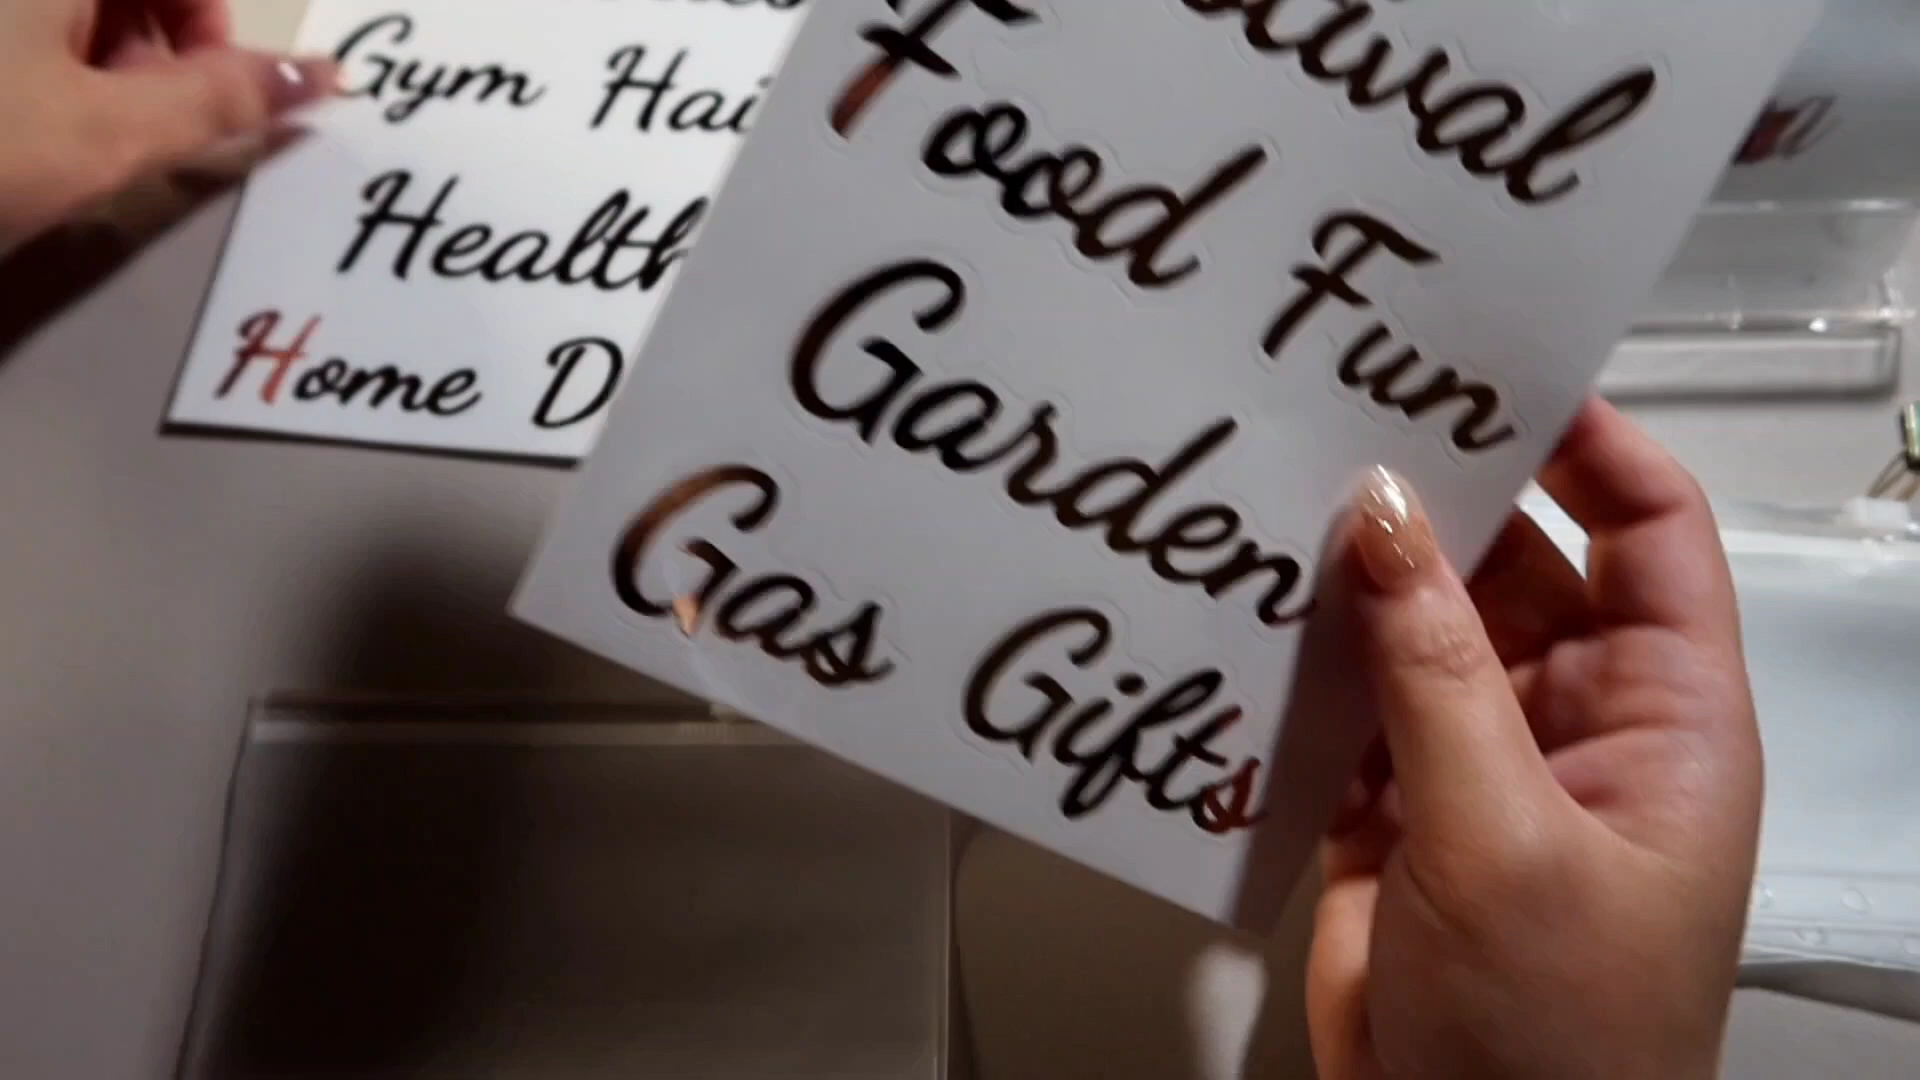 Gym
Health
Home D
Food Fun
Garden
Gas Gifts